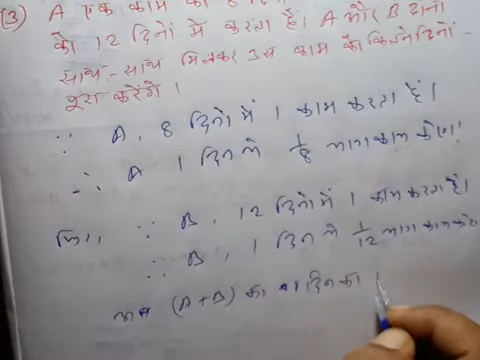 (3) A एक काम को 8 दिनों
को 12 दिनों में करता हैं। A और B दोनों
साथ-साथ मिलकर उस काम को कितने दिनों
पूरा करेंगे।
∵ A, 8 दिनों में 1 काम करता हैं।
∴ A 1 दिन में 1/8 भाग काम करेगा
फिर, ∵ B, 12 दिनों में 1 काम करता हैं।
∴ B, 1 दिन में 1/12 भाग काम करेगा
अब (A+B) का 1 दिन का